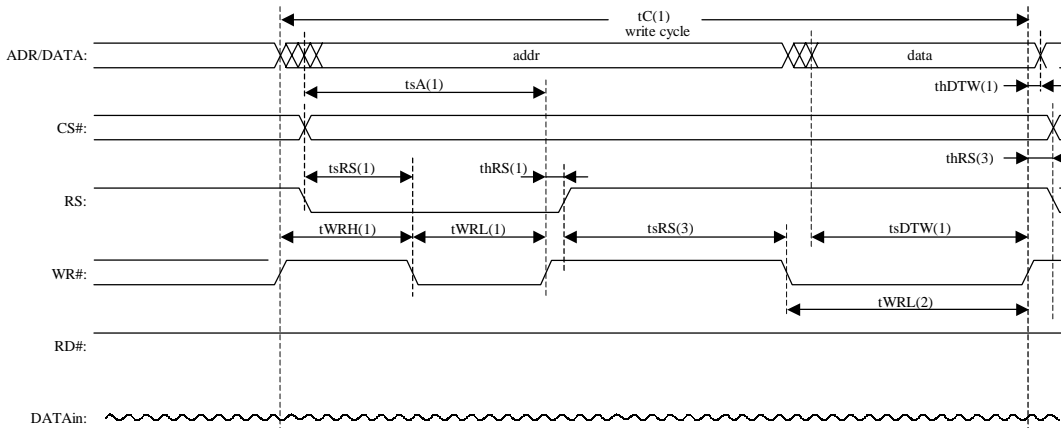 tC(1)
write cycle
ADR/DATA:
addr
data
tsA(1)
thDTW(1)
CS#:
tsRS(1)
thRS(1)
thRS(3)
RS:
tWRH(1)
tWRL(1)
tsRS(3)
tsDTW(1)
WR#:
tWRL(2)
RD#:
DATAin: